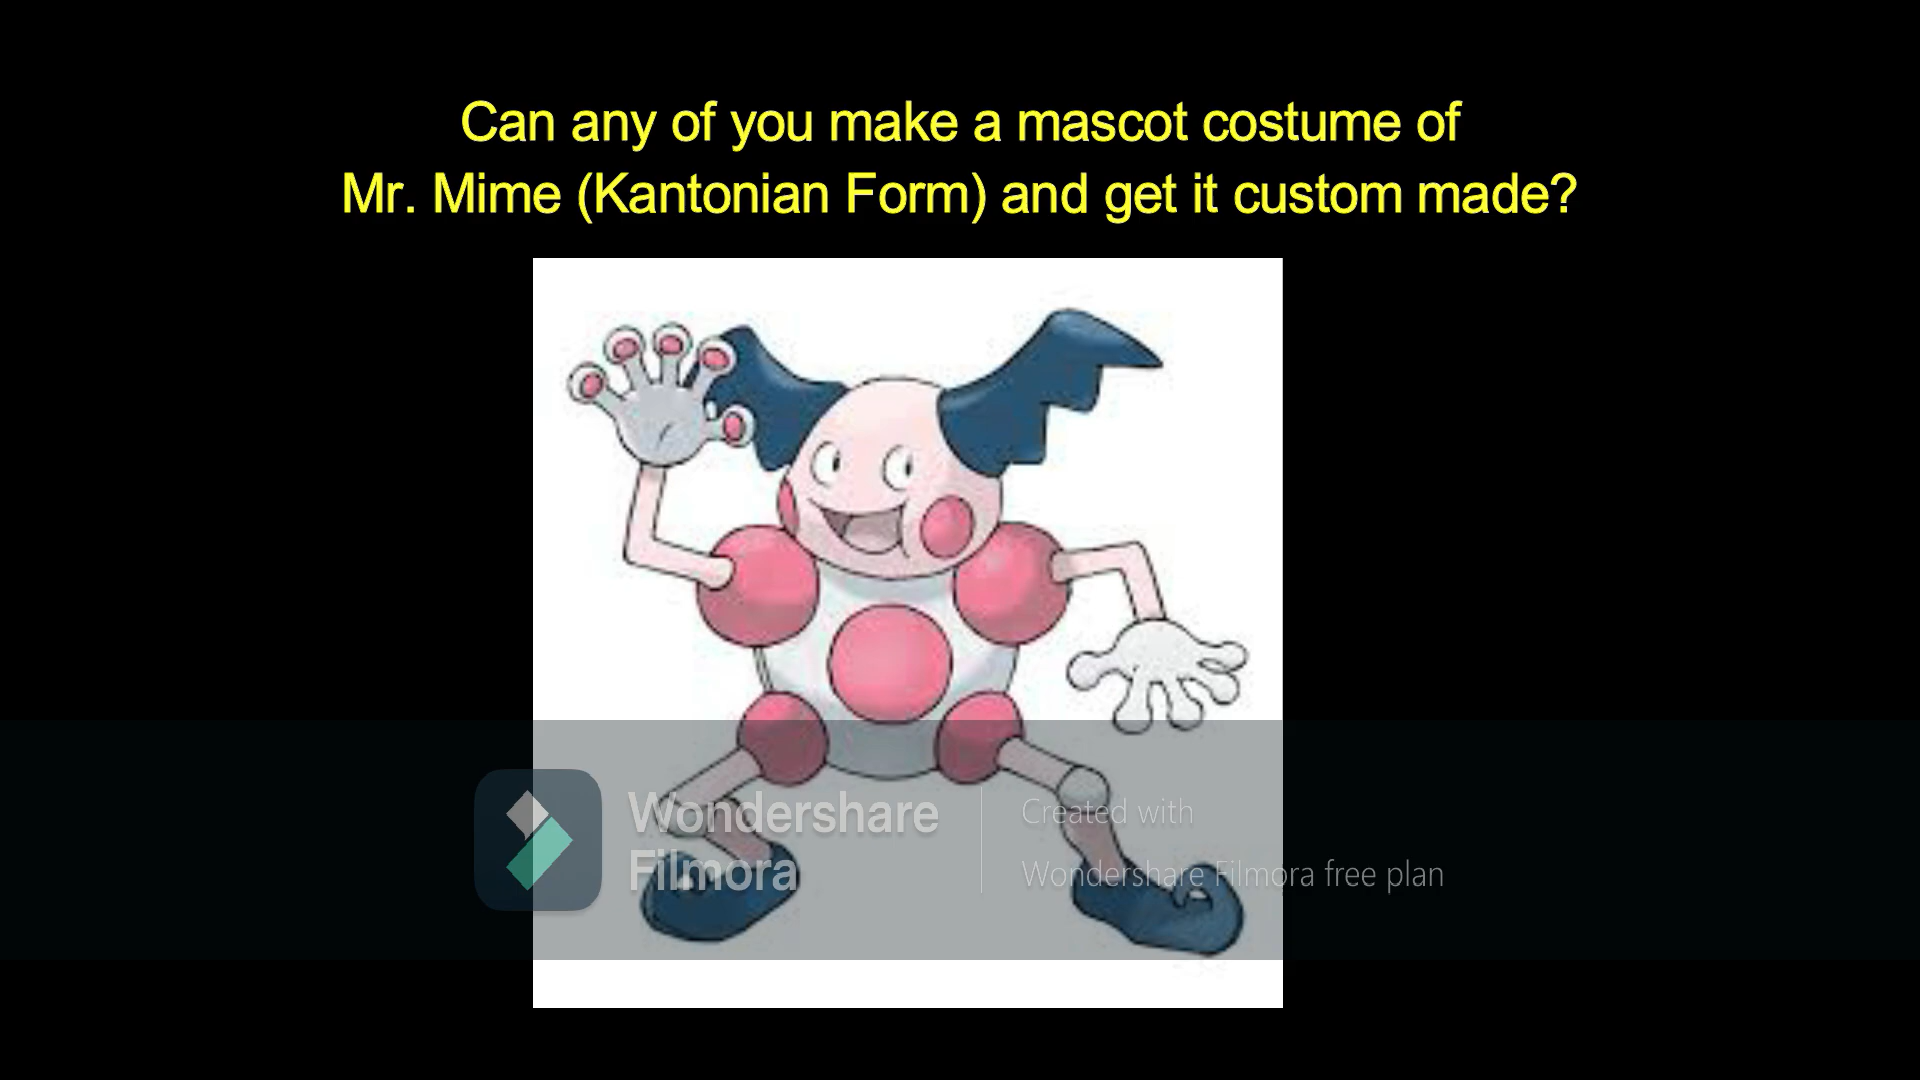 Can any of you make a mascot costume of
Mr. Mime (Kantonian Form) and get it custom made?
Wondershare
Filmora
Created with
Wondershare Filmora free plan